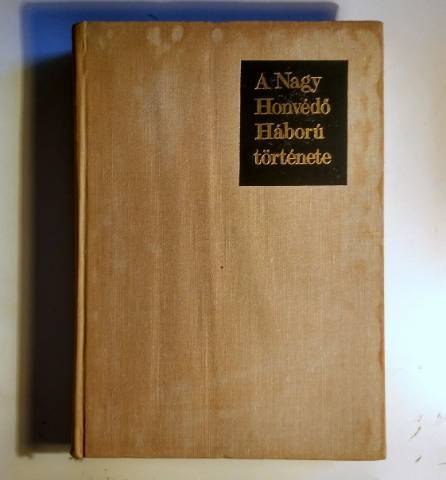 A Nagy
Honvédő
Háború
története